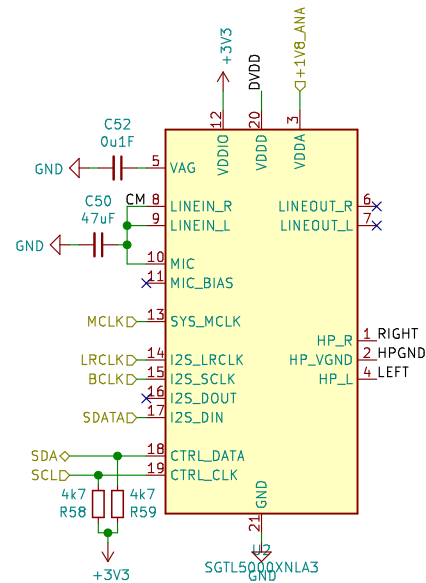 +3V3
DVDD
+1V8_ANA
12
20
3
VDDIO
VDDD
VDDA
C52
0u1F
GND
5
VAG
C50
47uF
GND
CM
8
LINEIN_R
9
LINEIN_L
10
MIC
11
MIC_BIAS
LINEOUT_R
6
LINEOUT_L
7
MCLK
13
SYS_MCLK
LRCLK
14
I2S_LRCLK
BCLK
15
I2S_SCLK
16
I2S_DOUT
SDATA
17
I2S_DIN
HP_R
1
RIGHT
HP_VGND
2
HPGND
HP_L
4
LEFT
SDA
18
CTRL_DATA
SCL
19
CTRL_CLK
4k7
R58
4k7
R59
+3V3
GND
21
U2
SGTL5000XNLA3
GND